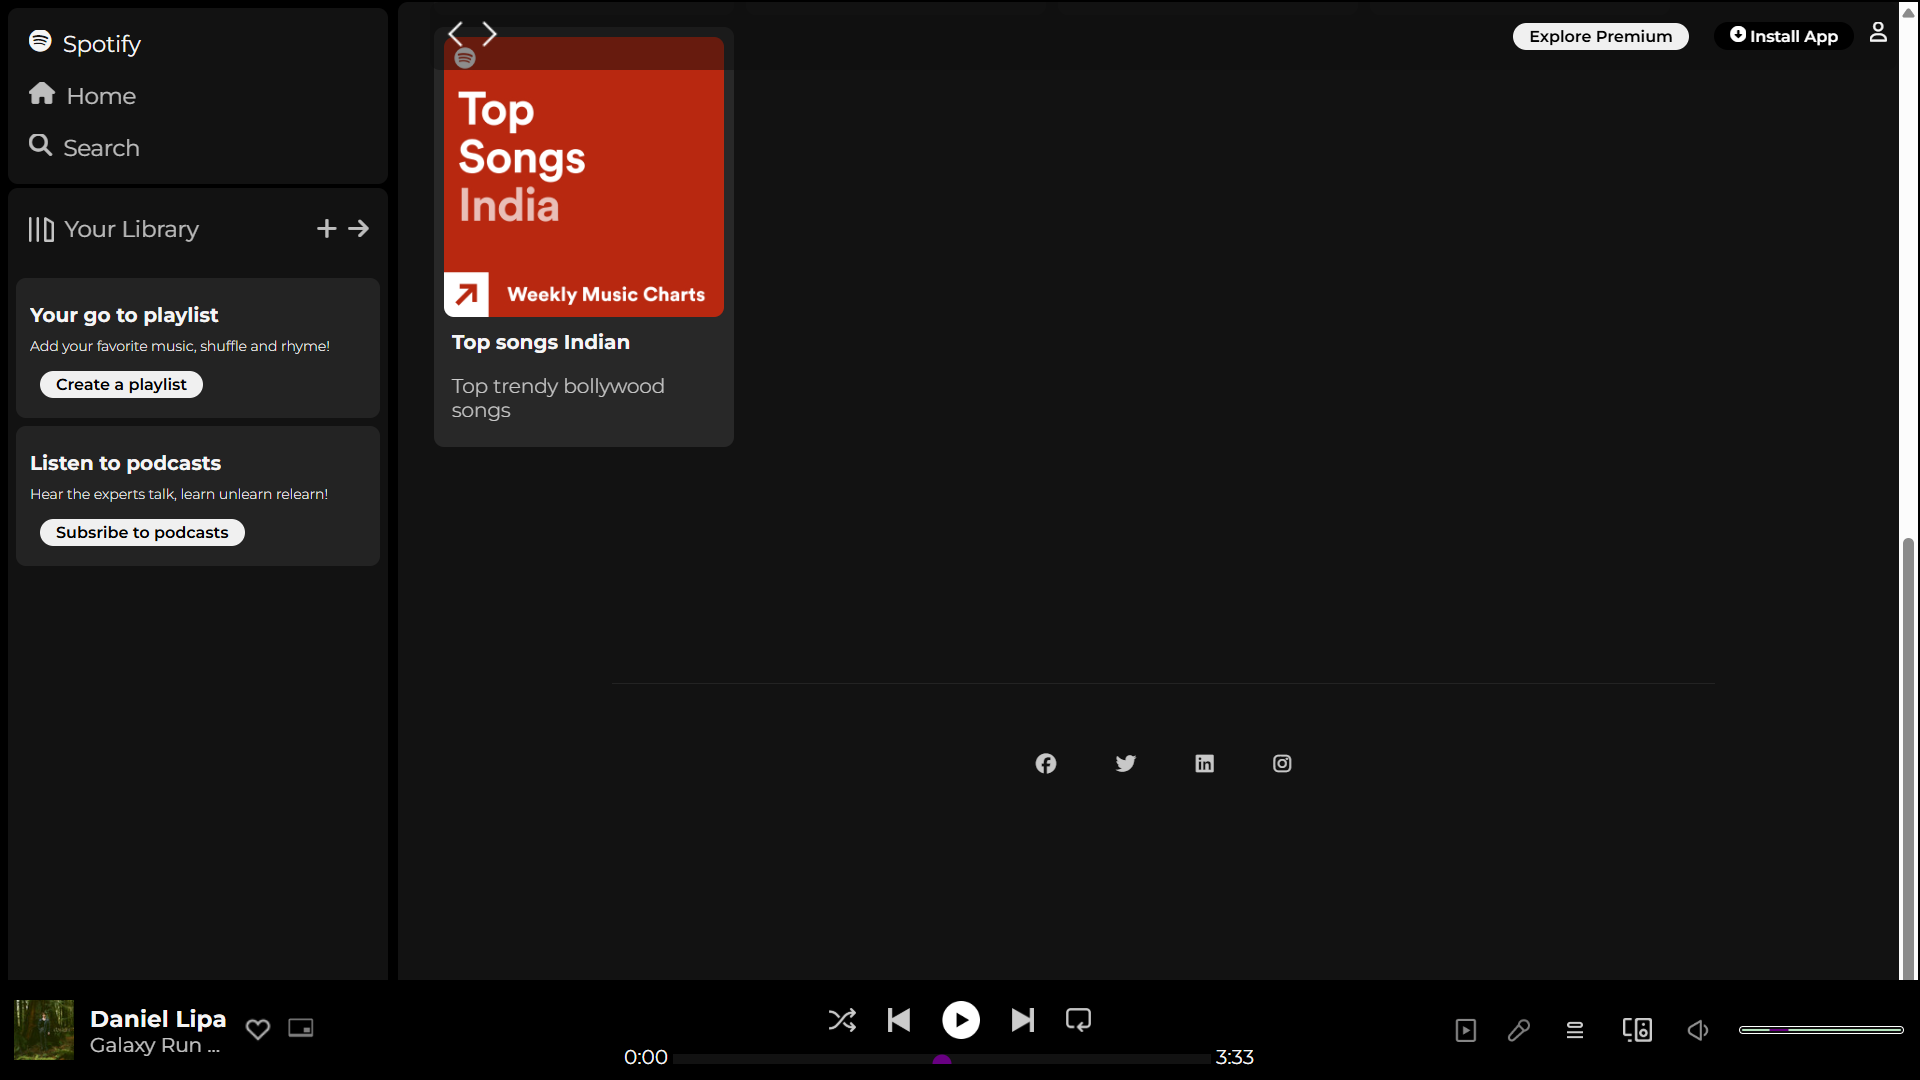 Spotify
Home
Search
Your Library
Your go to playlist
Add your favorite music, shuffle and rhyme!
Create a playlist
Listen to podcasts
Hear the experts talk, learn unlearn relearn!
Subsribe to podcasts
Explore Premium
Install App
Top
Songs
India
Weekly Music Charts
Top songs Indian
Top trendy bollywood
songs
Daniel Lipa
Galaxy Run ...
0:00
3:33